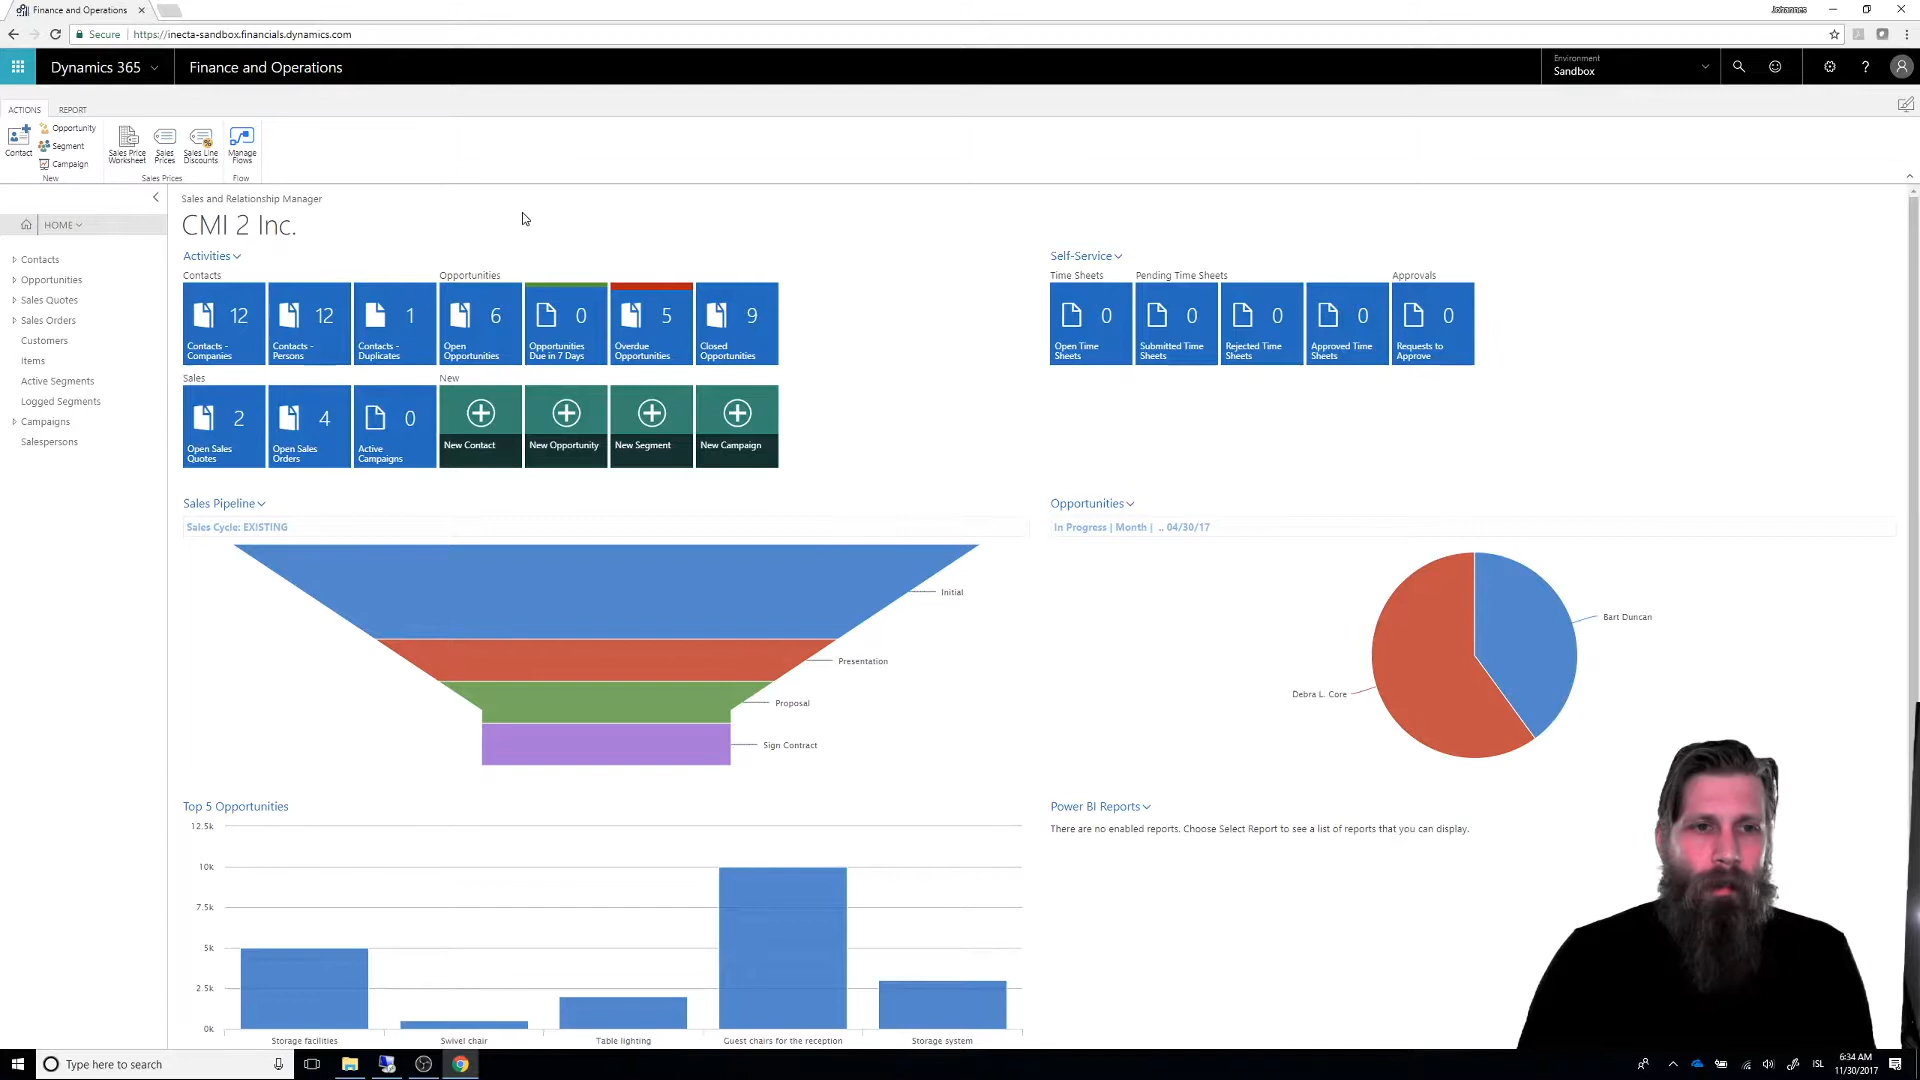 Finance and Operations
Johannes
Secure
https://inecta-sandbox.financials.dynamics.com
Dynamics 365
Finance and Operations
Environment
Sandbox
ACTIONS
REPORT
Contact
Opportunity
Segment
Campaign
Sales Price
Worksheet
Sales
Prices
Sales Line
Discounts
Manage
Flows
New
Sales Prices
Flow
HOME
Contacts
Opportunities
Sales Quotes
Sales Orders
Customers
Items
Active Segments
Logged Segments
Campaigns
Salespersons
Sales and Relationship Manager
CMI 2 Inc.
Activities
Contacts
Opportunities
12
Contacts -
Companies
12
Contacts -
Persons
1
Contacts -
Duplicates
6
Open
Opportunities
0
Opportunities
Due in 7 Days
5
Overdue
Opportunities
9
Closed
Opportunities
Sales
New
2
Open Sales
Quotes
4
Open Sales
Orders
0
Active
Campaigns
New Contact
New Opportunity
New Segment
New Campaign
Self-Service
Time Sheets
Pending Time Sheets
Approvals
0
Open Time
Sheets
0
Submitted Time
Sheets
0
Rejected Time
Sheets
0
Approved Time
Sheets
0
Requests to
Approve
Sales Pipeline
Sales Cycle: EXISTING
Initial
Presentation
Proposal
Sign Contract
Opportunities
In Progress | Month | .. 04/30/17
Bart Duncan
Debra L. Core
Top 5 Opportunities
12.5k
10k
7.5k
5k
2.5k
0k
Storage facilities
Swivel chair
Table lighting
Guest chairs for the reception
Storage system
Power BI Reports
There are no enabled reports. Choose Select Report to see a list of reports that you can display.
Type here to search
ISL
6:34 AM
11/30/2017